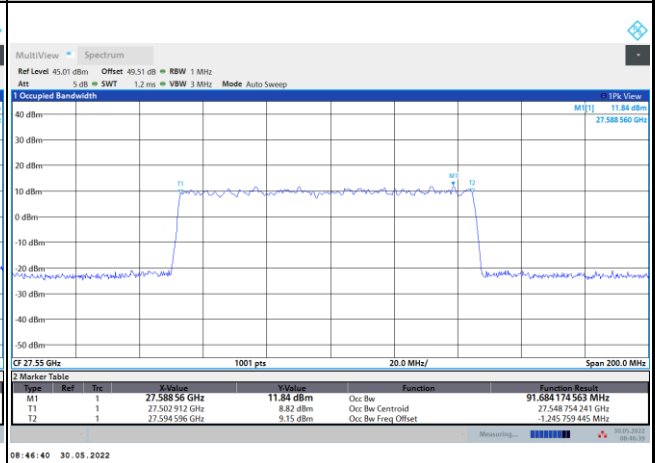 MultiView Spectrum
Ref Level 45.01 dBm Offset 49.51 dB RBW 1 MHz
Att 5 dB SWT 1.2 ms VBW 3 MHz Mode Auto Sweep
1 Occupied Bandwidth 1Pk View
M1[1] 11.84 dBm
27.588 560 GHz
40 dBm
30 dBm
20 dBm
T1 M1 T2
10 dBm
0 dBm
-10 dBm
-20 dBm
-30 dBm
-40 dBm
-50 dBm
CF 27.55 GHz 1001 pts 20.0 MHz/ Span 200.0 MHz
2 Marker Table
Type Ref Trc X-Value Y-Value Function Function Result
M1 1 27.588 56 GHz 11.84 dBm Occ Bw 91.684 174 563 MHz
T1 1 27.502 912 GHz 8.82 dBm Occ Bw Centroid 27.548 754 241 GHz
T2 1 27.594 596 GHz 9.15 dBm Occ Bw Freq Offset -1.245 759 445 MHz
Measuring... 30.05.2022
08:46:39
08:46:40 30.05.2022